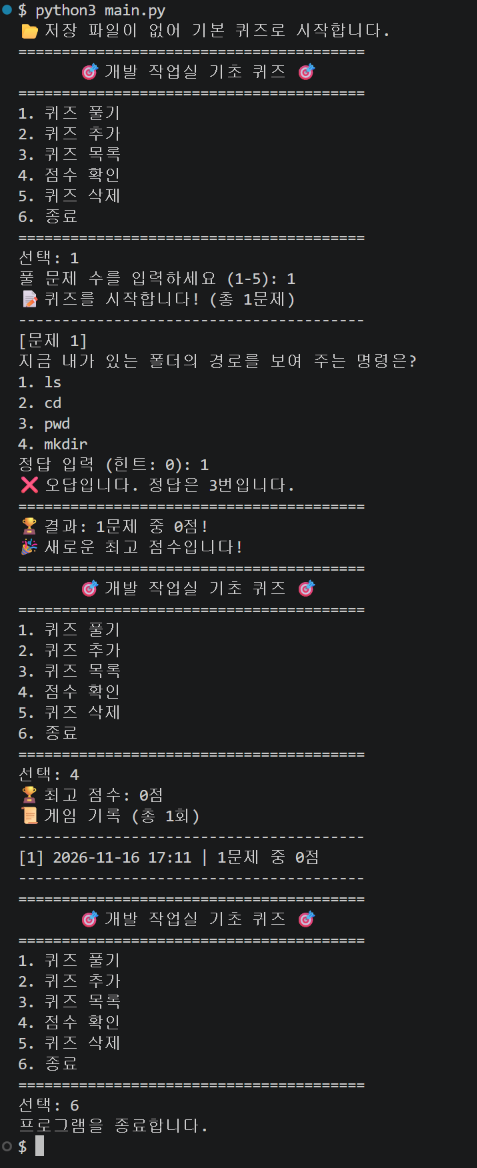 $ python3 main.py
📂 저장 파일이 없어 기본 퀴즈로 시작합니다.
========================================
🎯 개발 작업실 기초 퀴즈 🎯
========================================
1. 퀴즈 풀기
2. 퀴즈 추가
3. 퀴즈 목록
4. 점수 확인
5. 퀴즈 삭제
6. 종료
========================================
선택: 1
풀 문제 수를 입력하세요 (1-5): 1
📝 퀴즈를 시작합니다! (총 1문제)
----------------------------------------
[문제 1]
지금 내가 있는 폴더의 경로를 보여 주는 명령은?
1. ls
2. cd
3. pwd
4. mkdir
정답 입력 (힌트: 0): 1
❌ 오답입니다. 정답은 3번입니다.
========================================
🏆 결과: 1문제 중 0점!
🎉 새로운 최고 점수입니다!
========================================
🎯 개발 작업실 기초 퀴즈 🎯
========================================
1. 퀴즈 풀기
2. 퀴즈 추가
3. 퀴즈 목록
4. 점수 확인
5. 퀴즈 삭제
6. 종료
========================================
선택: 4
🏆 최고 점수: 0점
📜 게임 기록 (총 1회)
----------------------------------------
[1] 2026-11-16 17:11 | 1문제 중 0점
----------------------------------------
========================================
🎯 개발 작업실 기초 퀴즈 🎯
========================================
1. 퀴즈 풀기
2. 퀴즈 추가
3. 퀴즈 목록
4. 점수 확인
5. 퀴즈 삭제
6. 종료
========================================
선택: 6
프로그램을 종료합니다.
$